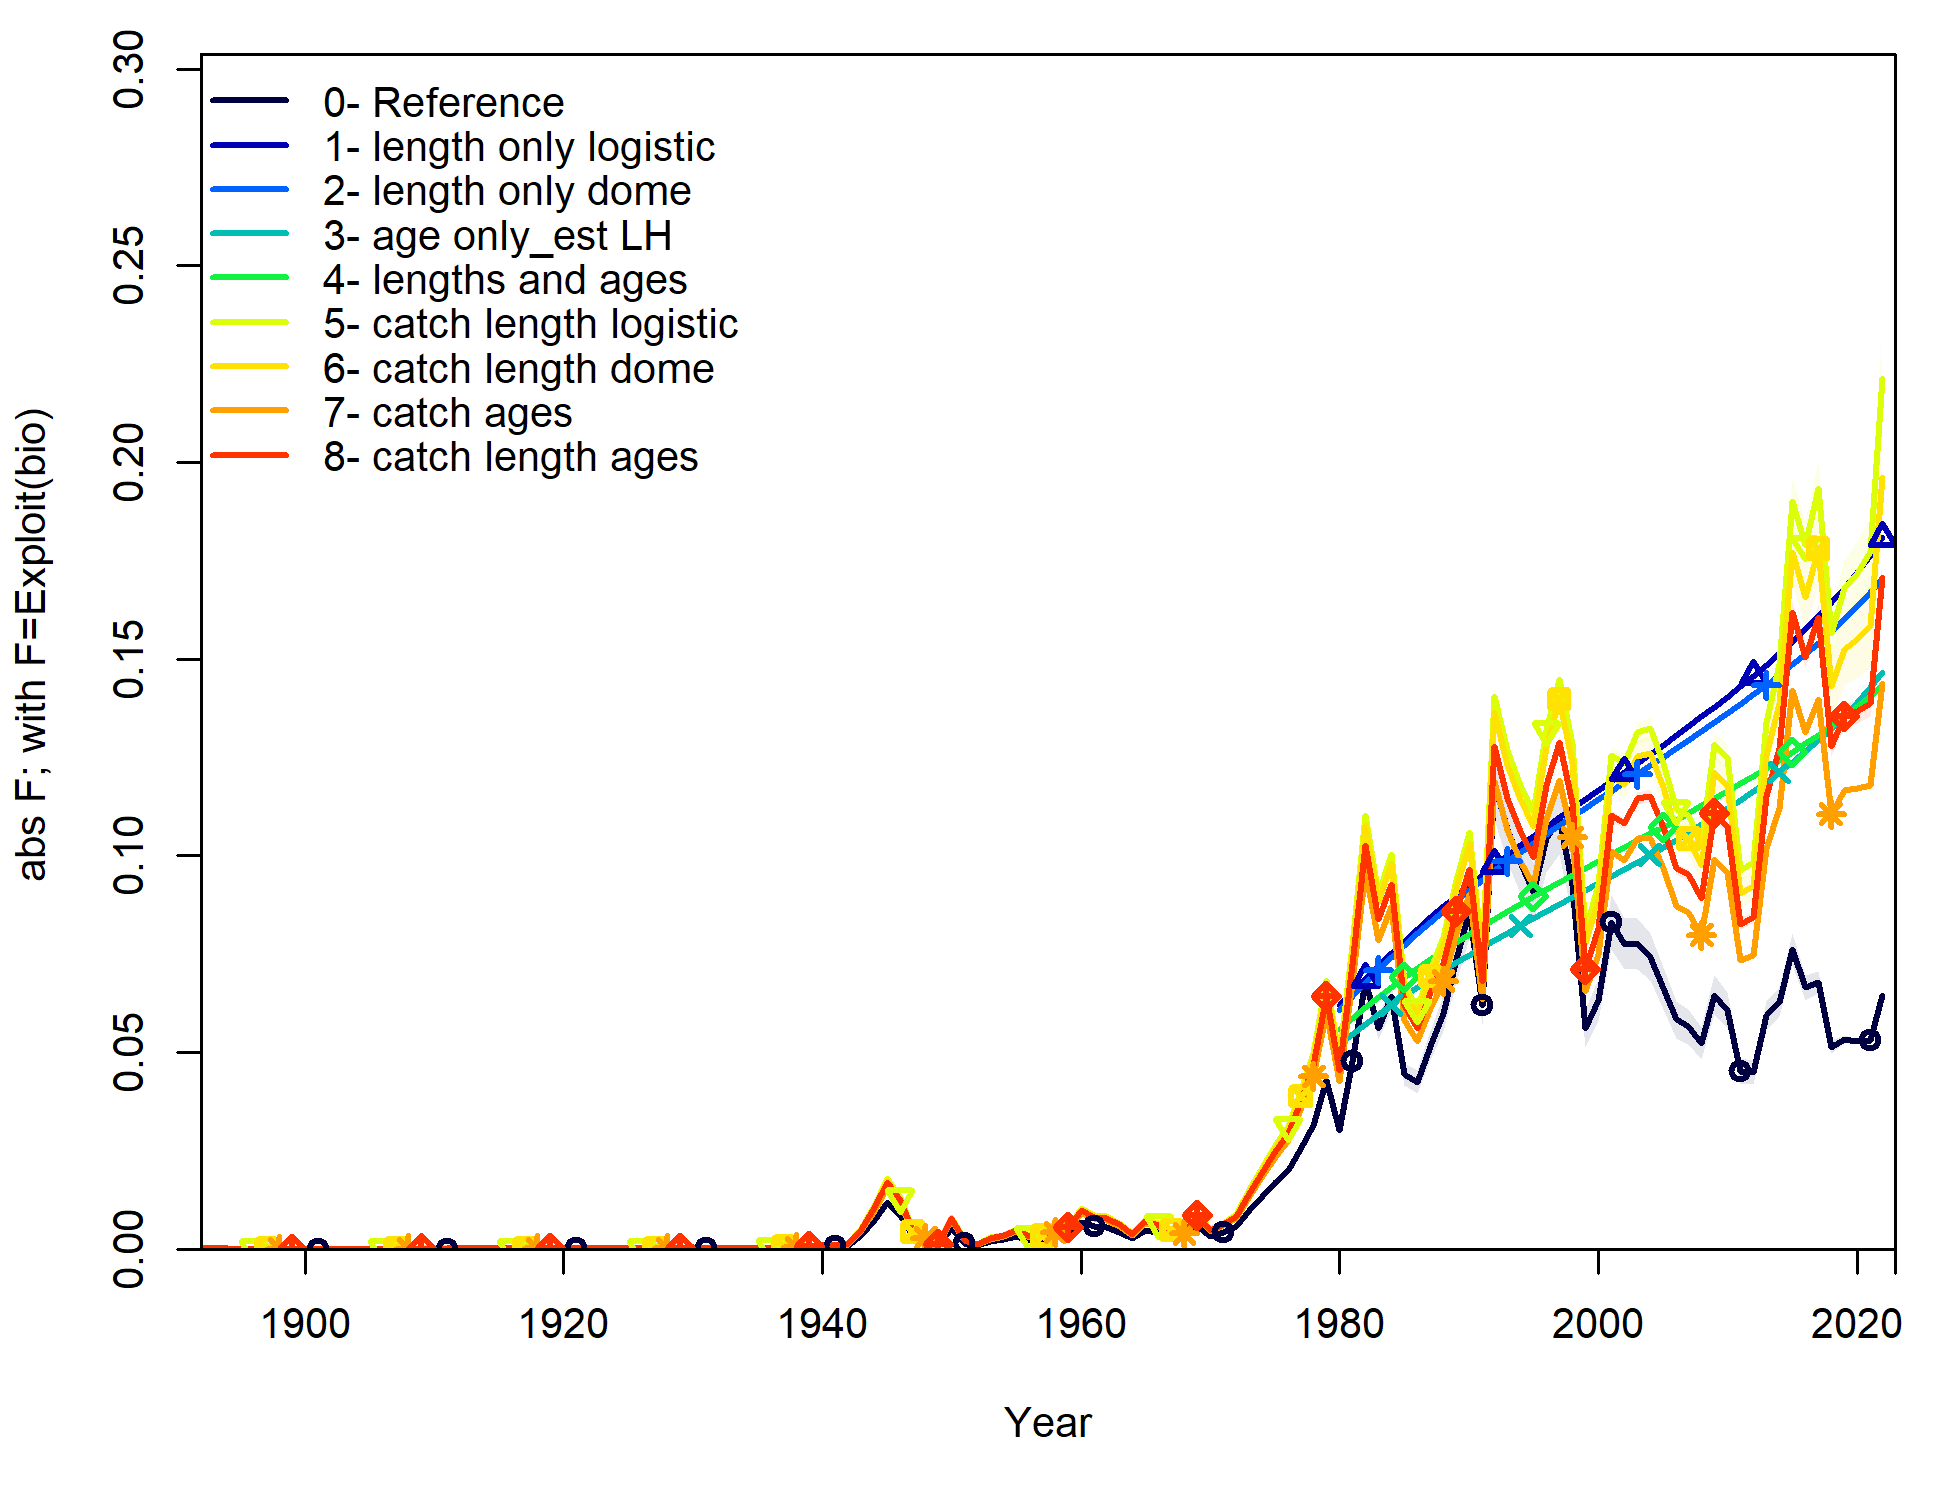 0.30
0- Reference
1- length only logistic
2- length only dome
3- age only_est LH
4- lengths and ages
5- catch length logistic
6- catch length dome
7- catch ages
8- catch length ages
0.25
0.20
0.15
0.10
0.05
0.00
abs F; with F=Exploit(bio)
1900 1920 1940 1960 1980 2000 2020
Year